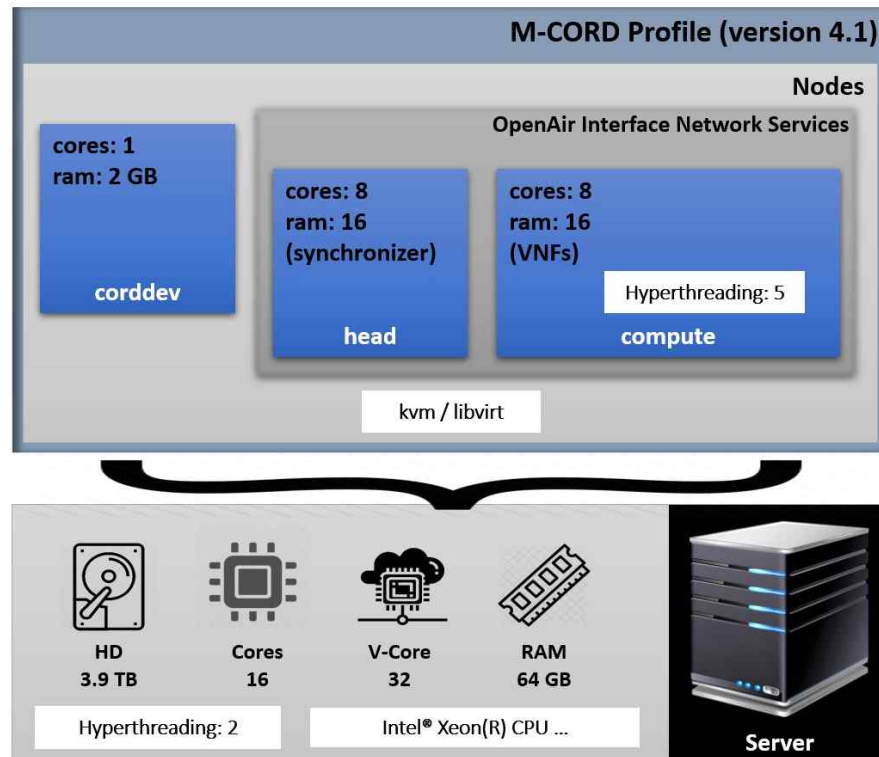 M-CORD Profile (version 4.1)
Nodes
OpenAir Interface Network Services
cores: 1
ram: 2 GB
corddev
cores: 8
ram: 16
(synchronizer)
head
cores: 8
ram: 16
(VNFs)
Hyperthreading: 5
compute
kvm / libvirt
HD
3.9 TB
Cores
16
V-Core
32
RAM
64 GB
Hyperthreading: 2
Intel® Xeon(R) CPU ...
Server